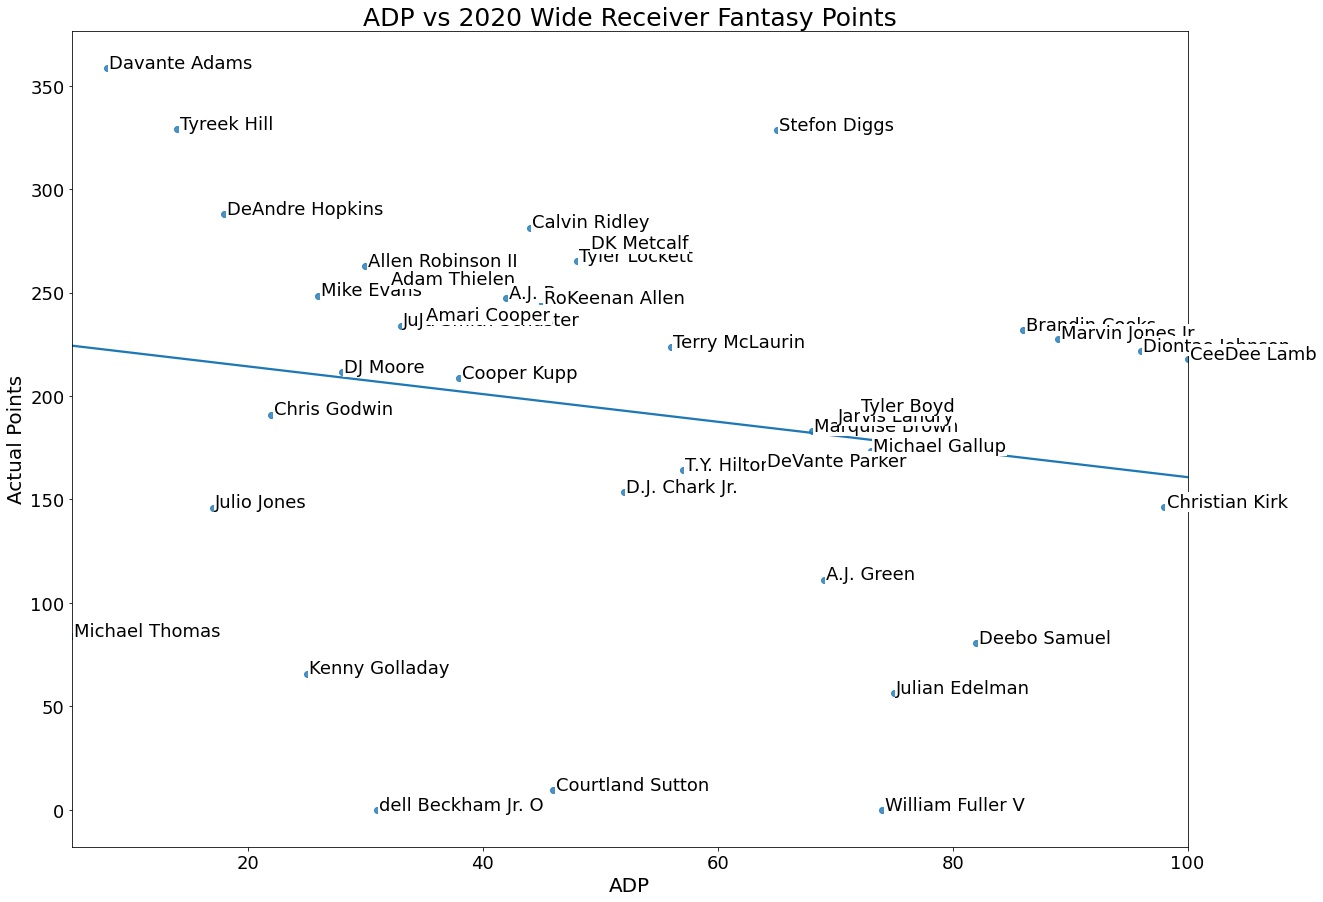 ADP vs 2020 Wide Receiver Fantasy Points
Davante Adams
Tyreek Hill
Stefon Diggs
DeAndre Hopkins
Calvin Ridley
DK Metcalf
Tyler Lockett
Allen Robinson II
Adam Thielen
Mike Evans
A.J.
RoKeenan Allen
Amari Cooper
Brandin Cooks
Marvin Jones Jr.
Diontae Johnson
CeeDee Lamb
Terry McLaurin
DJ Moore
Cooper Kupp
Chris Godwin
Tyler Boyd
Jarvis Landry
Marquise Brown
Michael Gallup
T.Y. Hilton
DeVante Parker
D.J. Chark Jr.
Julio Jones
Christian Kirk
A.J. Green
Michael Thomas
Deebo Samuel
Kenny Golladay
Julian Edelman
Courtland Sutton
dell Beckham Jr. O
William Fuller V
350
300
250
200
150
100
50
0
Actual Points
20 40 60 80 100
ADP